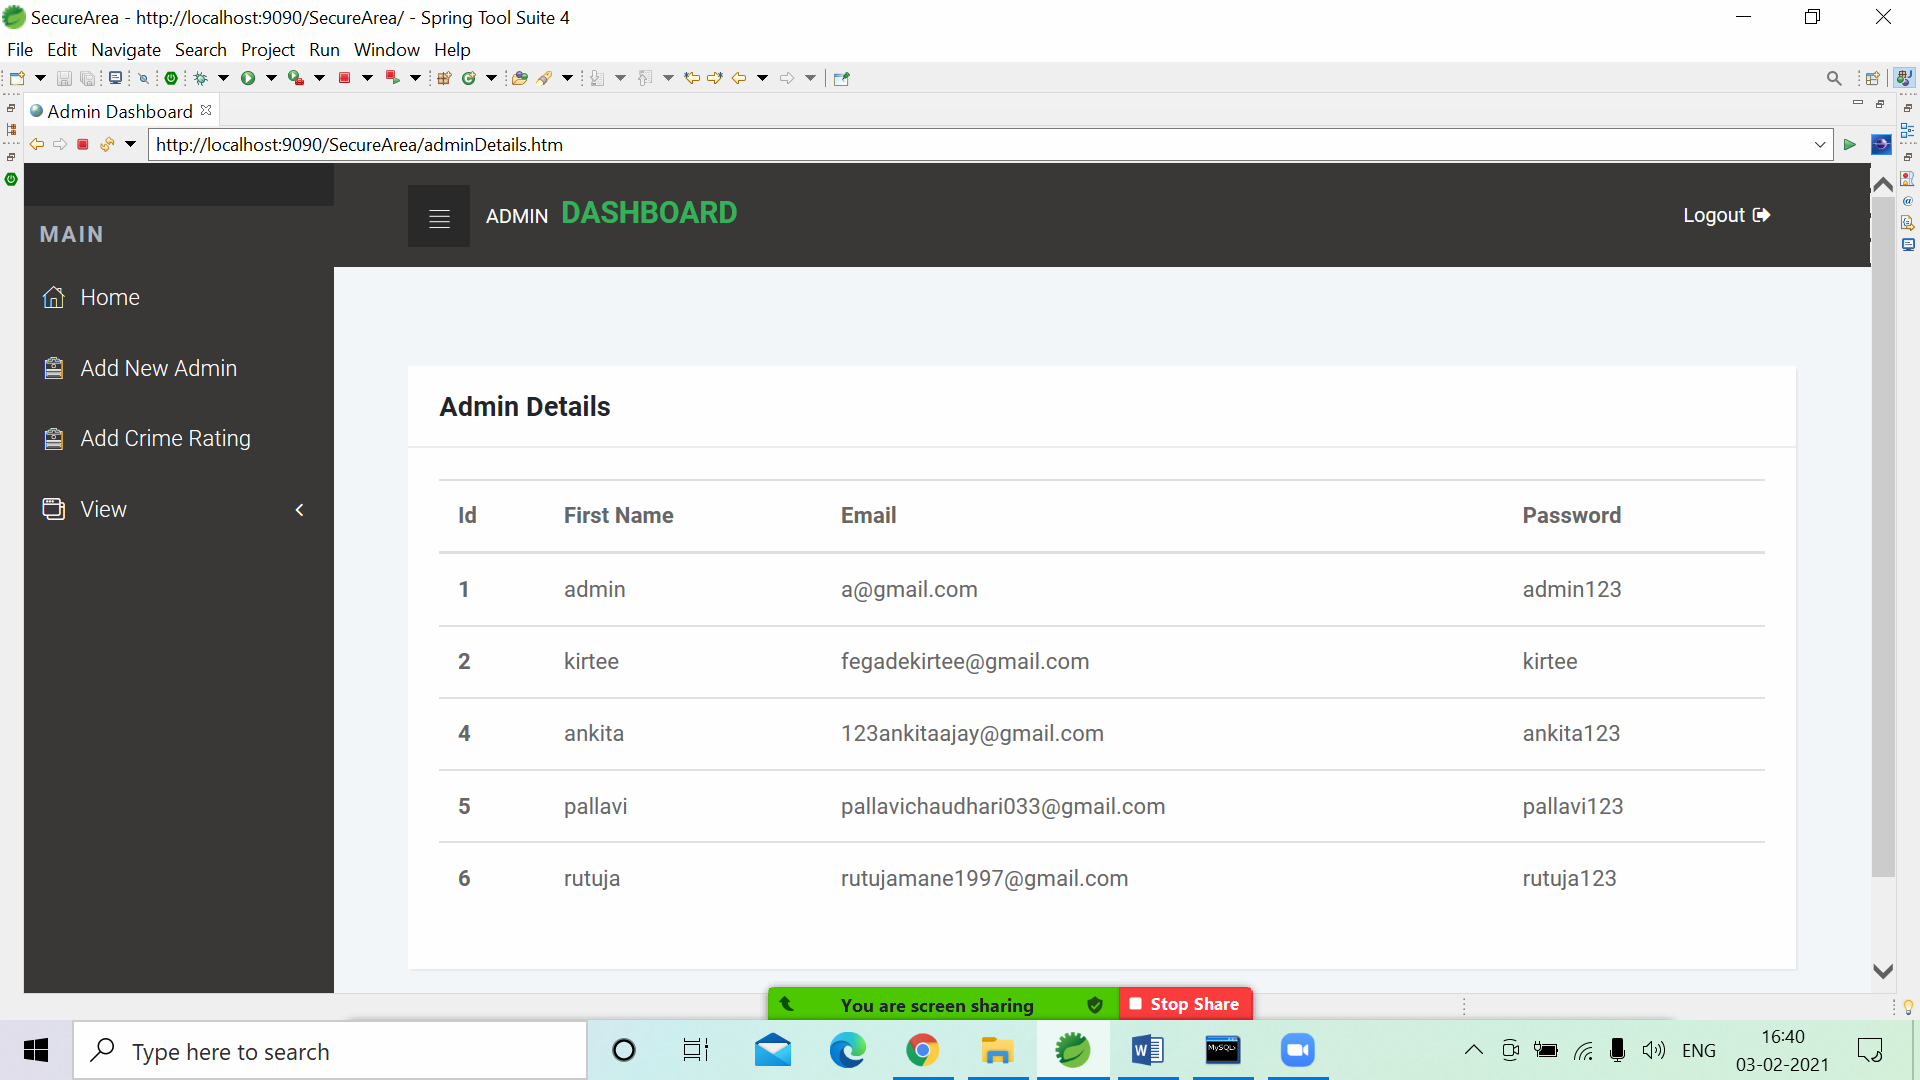 SecureArea - http://localhost:9090/SecureArea/ - Spring Tool Suite 4
File Edit Navigate Search Project Run Window Help
Admin Dashboard
http://localhost:9090/SecureArea/adminDetails.htm
MAIN
Home
Add New Admin
Add Crime Rating
View
ADMIN DASHBOARD
Logout
Admin Details
Id First Name Email Password
1 admin a@gmail.com admin123
2 kirtee fegadekirtee@gmail.com kirtee
4 ankita 123ankitaajay@gmail.com ankita123
5 pallavi pallavichaudhari033@gmail.com pallavi123
6 rutuja rutujamane1997@gmail.com rutuja123
You are screen sharing Stop Share
Type here to search
MySQL>
ENG
16:40
03-02-2021